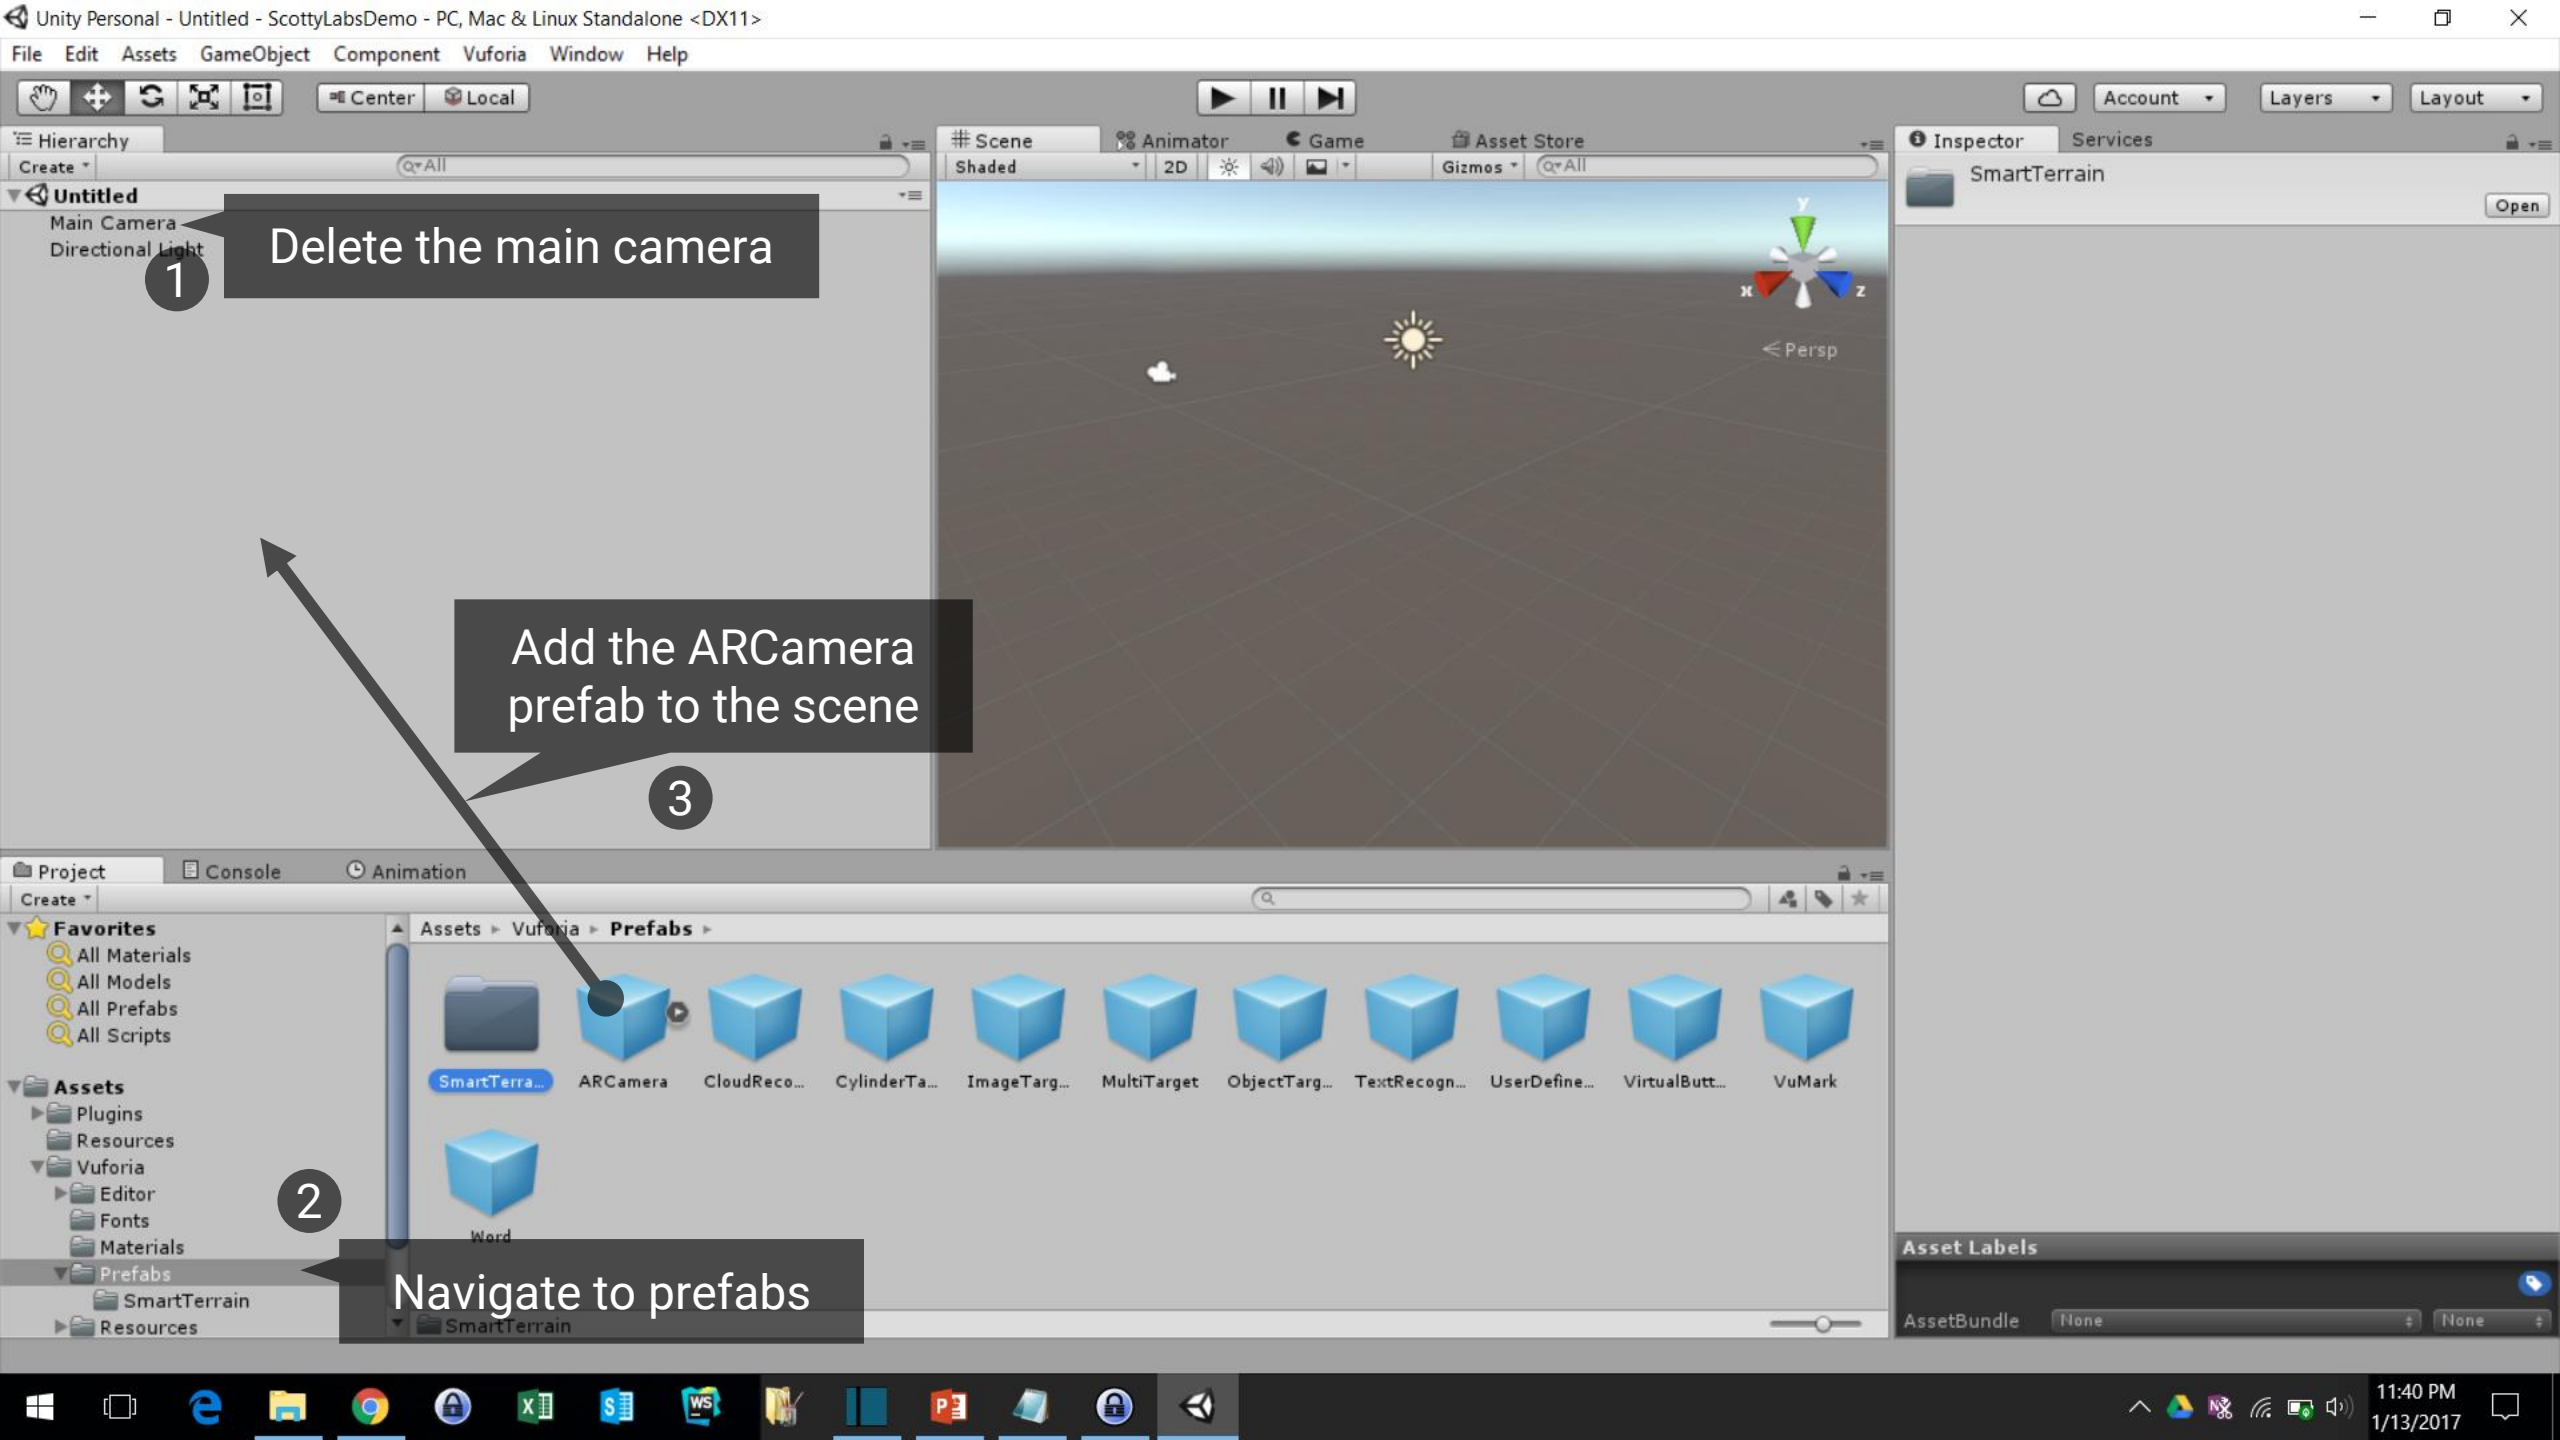 Unity Personal - Untitled - ScottyLabsDemo - PC, Mac & Linux Standalone <DX11>
File Edit Assets GameObject Component Vuforia Window Help
Center Local
Account Layers Layout
Hierarchy
Create All
Untitled
Main Camera
Directional Light
1
Delete the main camera
Scene Animator Game Asset Store
Shaded 2D Gizmos All
y
x z
Persp
Inspector Services
SmartTerrain
Open
Add the ARCamera
prefab to the scene
3
Project Console Animation
Create
Favorites
All Materials
All Models
All Prefabs
All Scripts
Assets
Plugins
Resources
Vuforia
Editor
Fonts
Materials
Prefabs
SmartTerrain
Resources
2
Navigate to prefabs
Assets Vuforia Prefabs
SmartTerra... ARCamera CloudReco... CylinderTa... ImageTarg... MultiTarget ObjectTarg... TextRecogn... UserDefine... VirtualButt... VuMark
Word
SmartTerrain
Asset Labels
AssetBundle None None
11:40 PM
1/13/2017